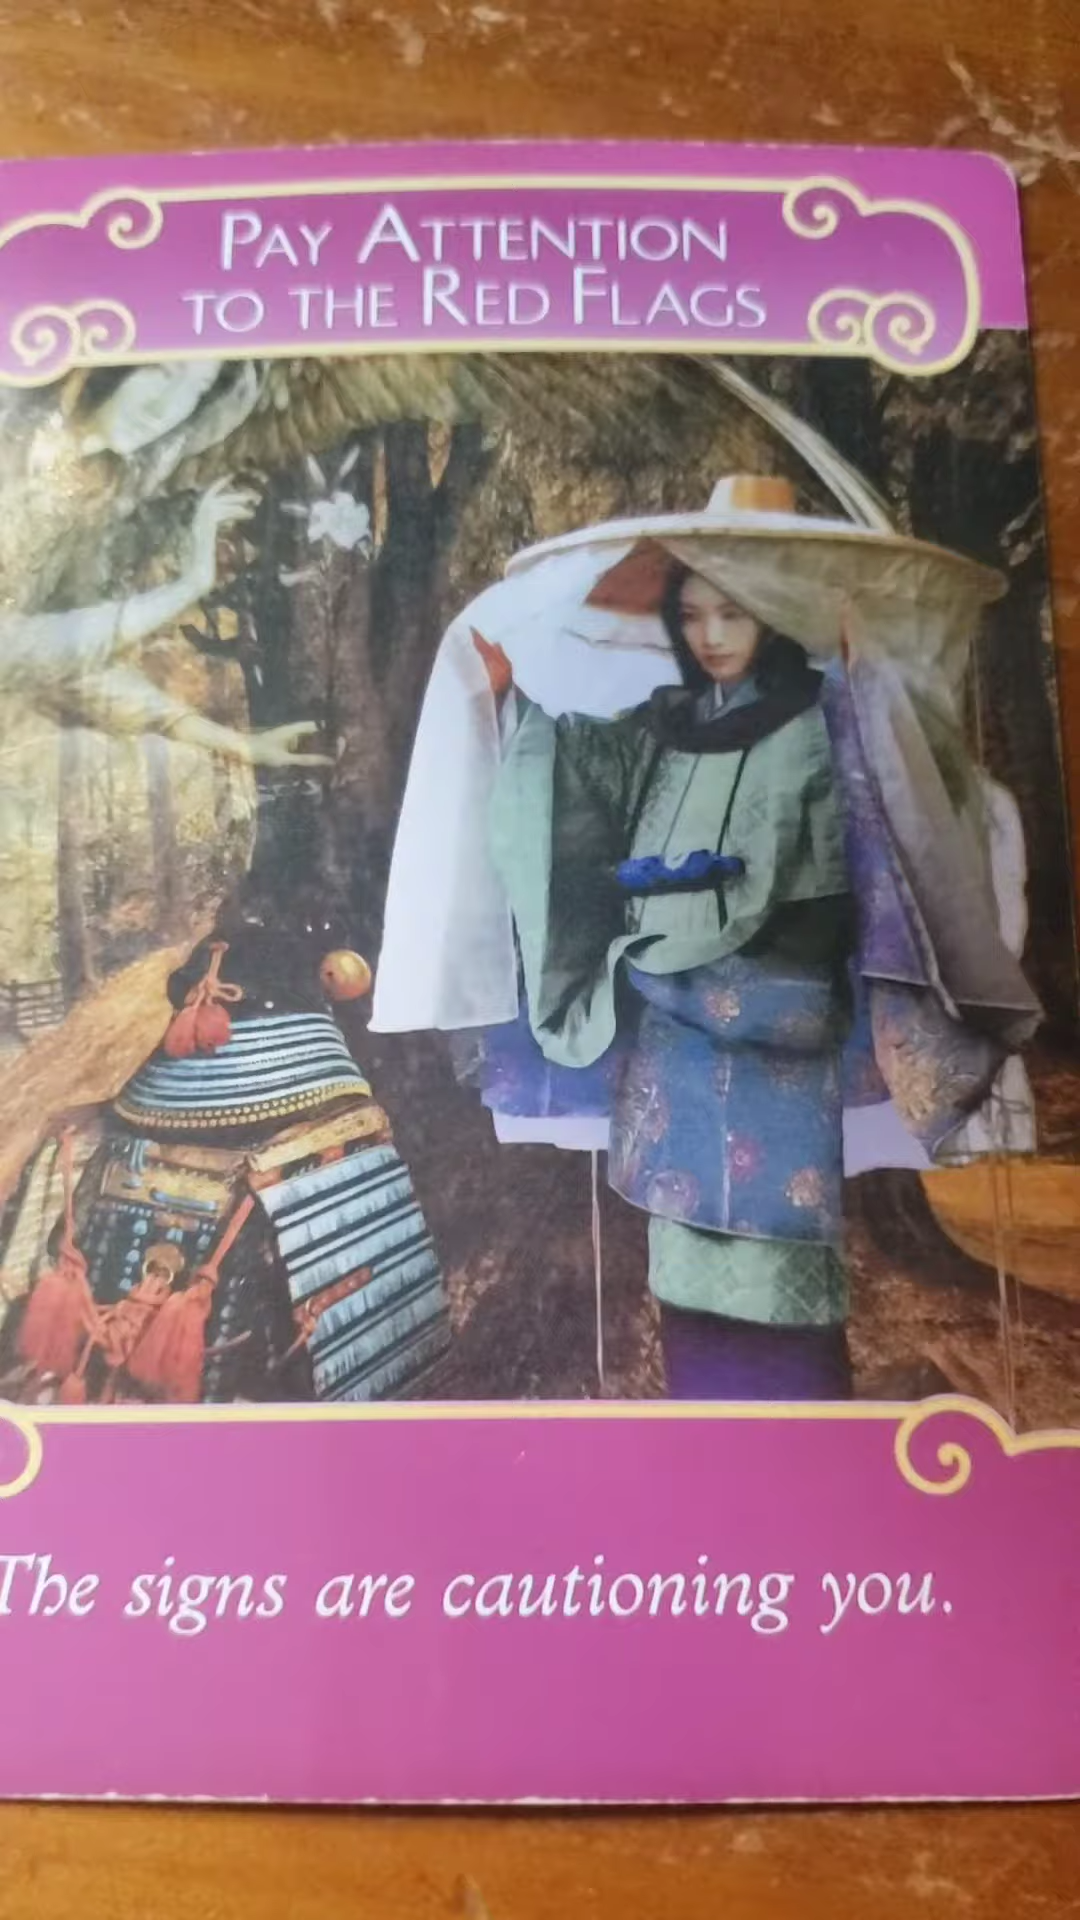 PAY ATTENTION
TO THE RED FLAGS
The signs are cautioning you.